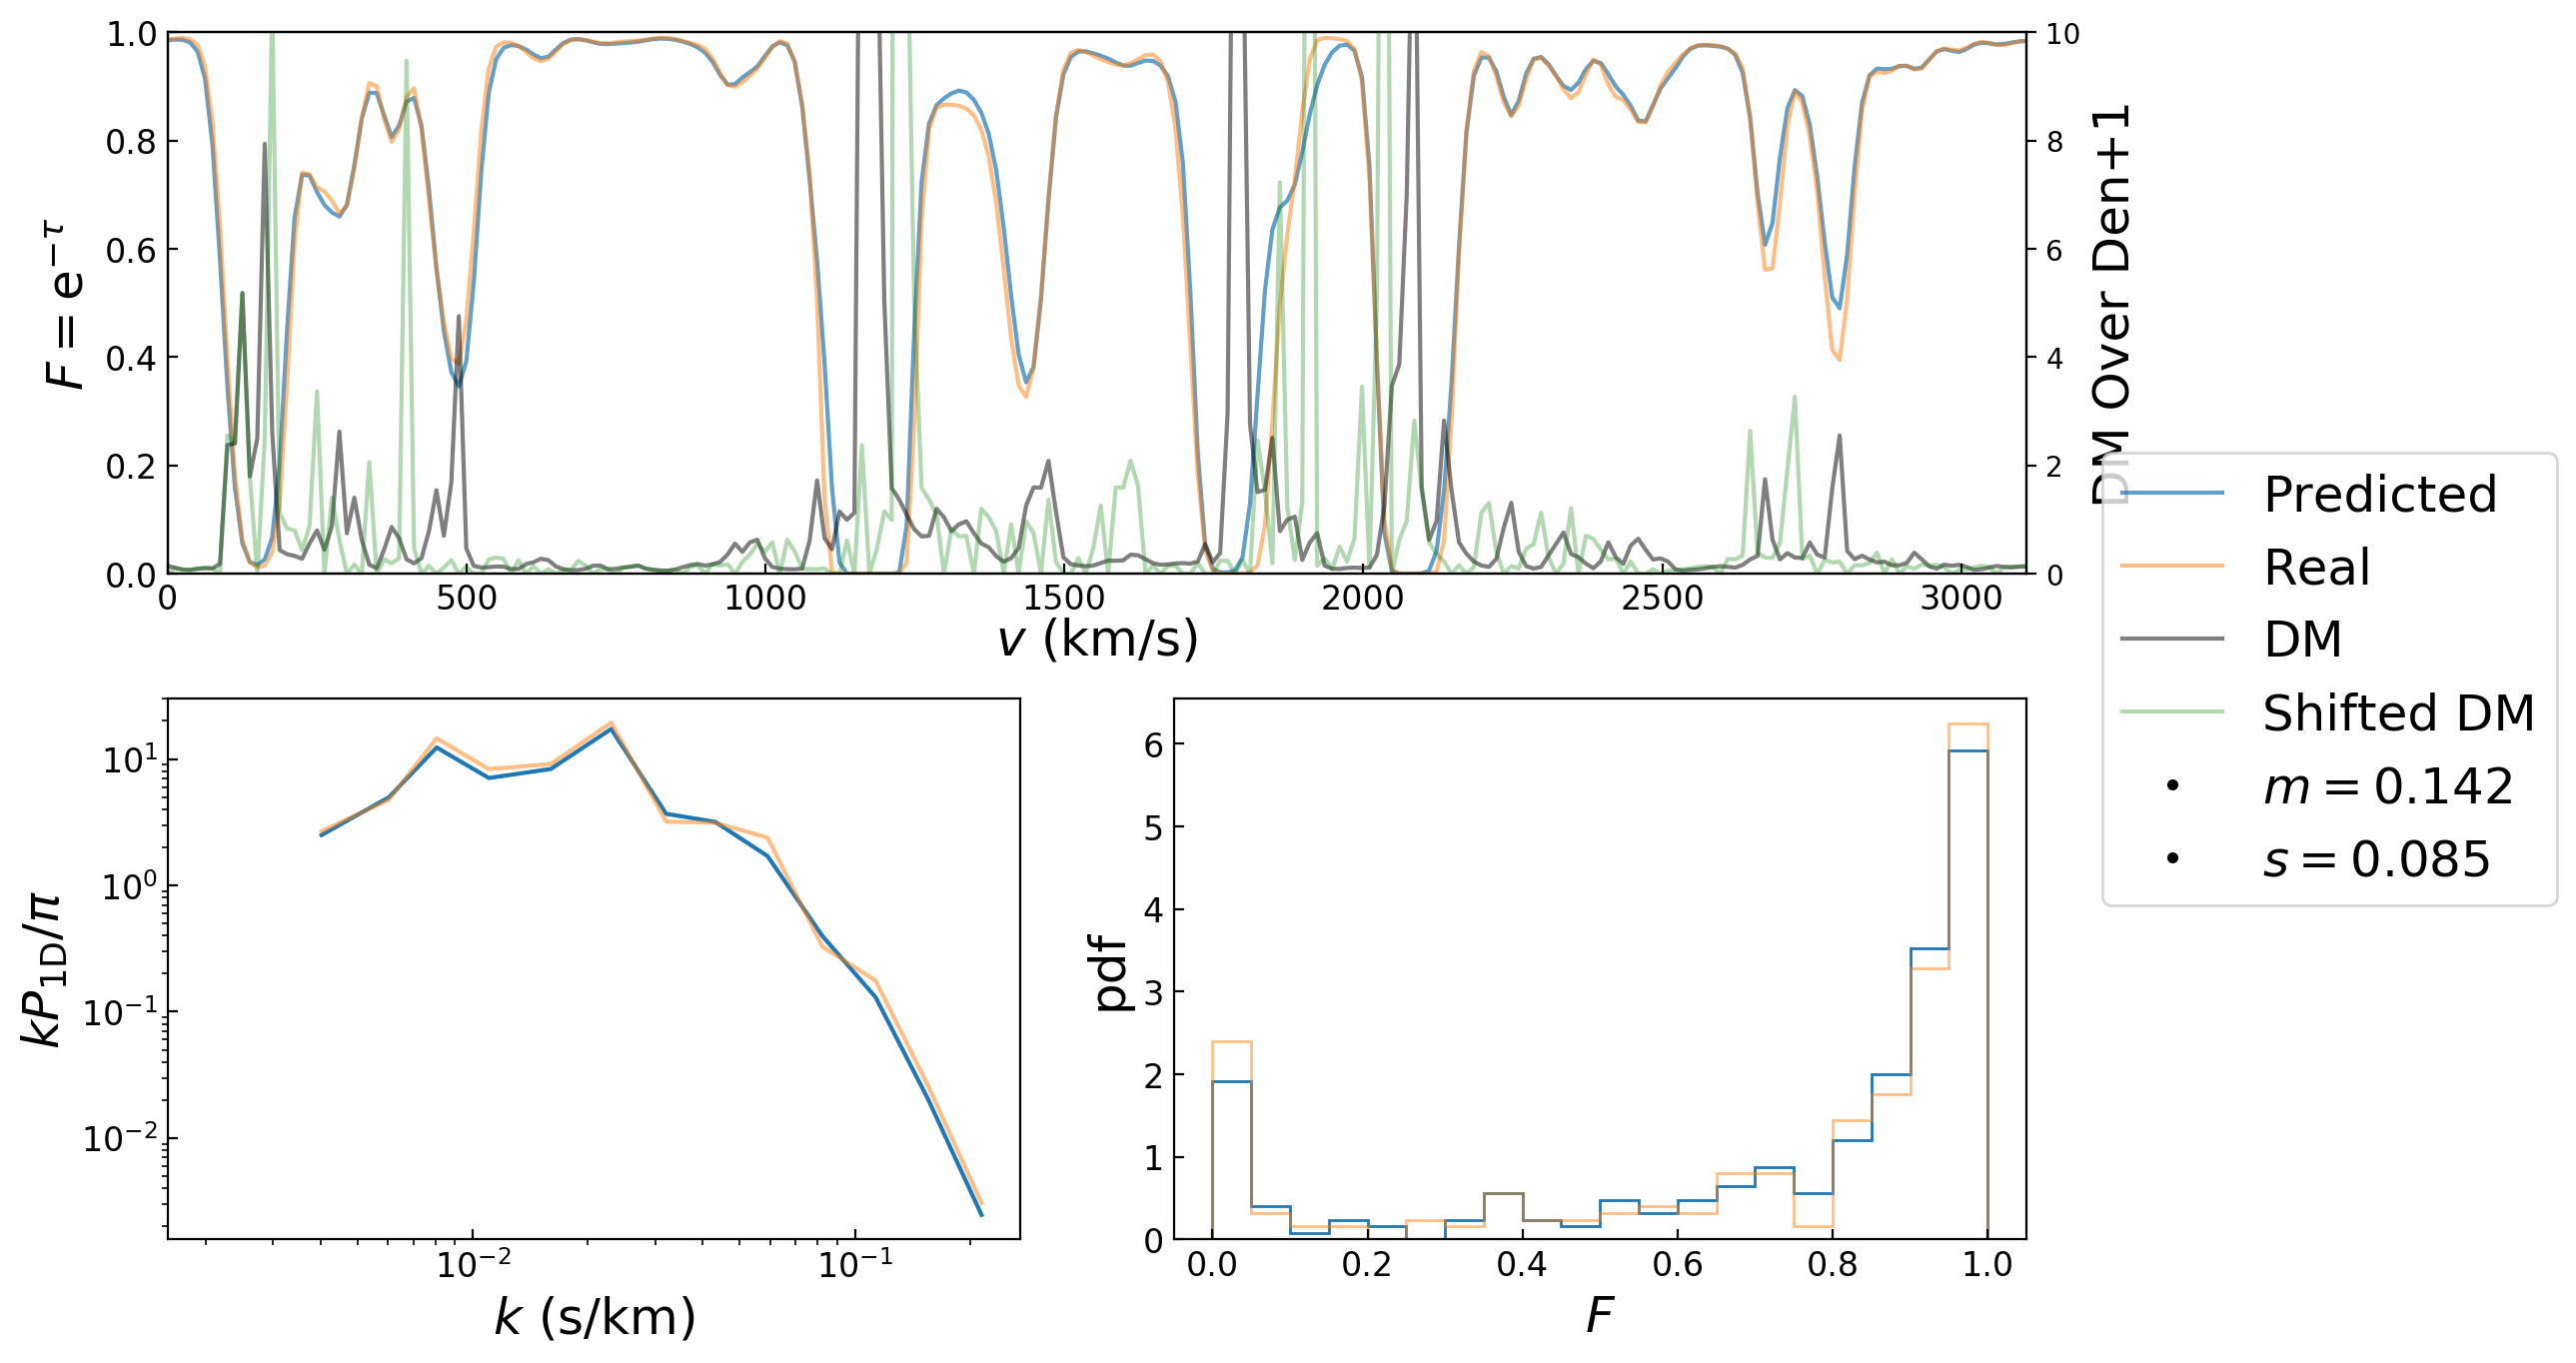 1.0
0.8
0.6
0.4
0.2
0.0
F = e^{−τ}
10
8
6
4
2
0
DM Over Den+1
0 500 1000 1500 2000 2500 3000
v (km/s)
Predicted
Real
DM
Shifted DM
m = 0.142
s = 0.085
10^1
10^0
10^{−1}
10^{−2}
kP_{1D}/π
10^{−2} 10^{−1}
k (s/km)
6
5
4
3
2
1
0
pdf
0.0 0.2 0.4 0.6 0.8 1.0
F